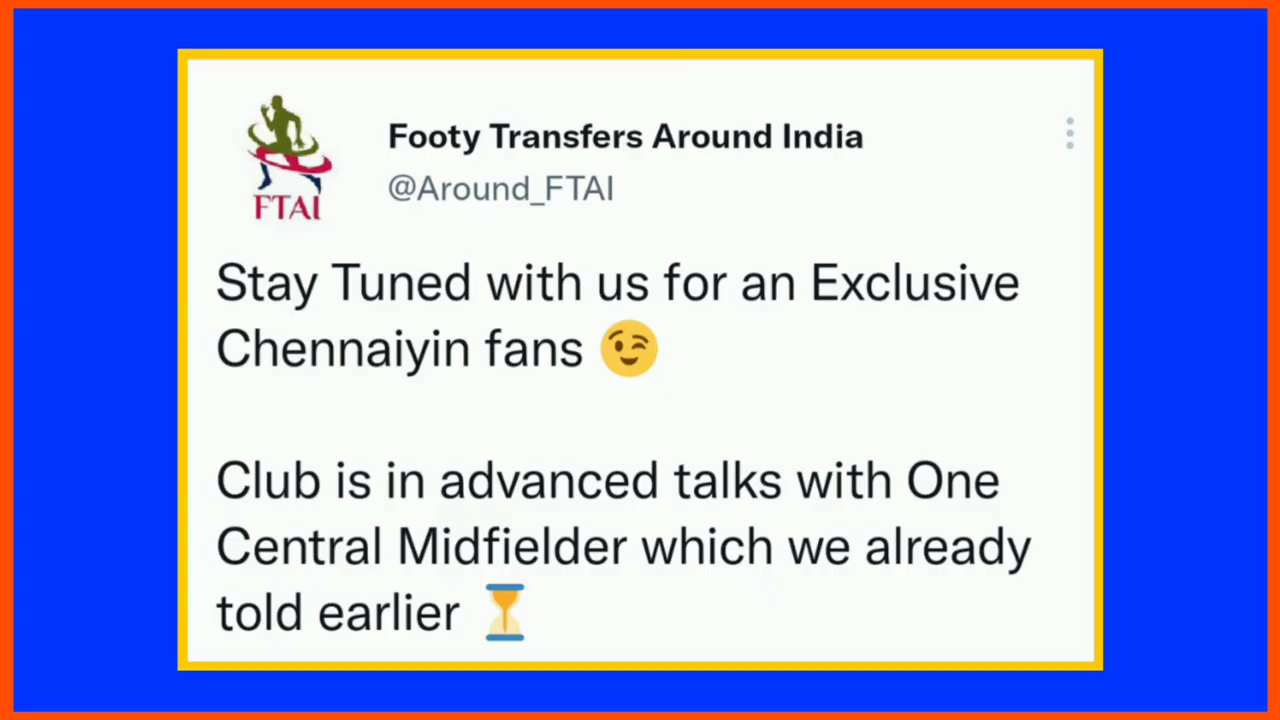 FTAI
Footy Transfers Around India
@Around_FTAI
Stay Tuned with us for an Exclusive
Chennaiyin fans 😉
Club is in advanced talks with One
Central Midfielder which we already
told earlier ⏳